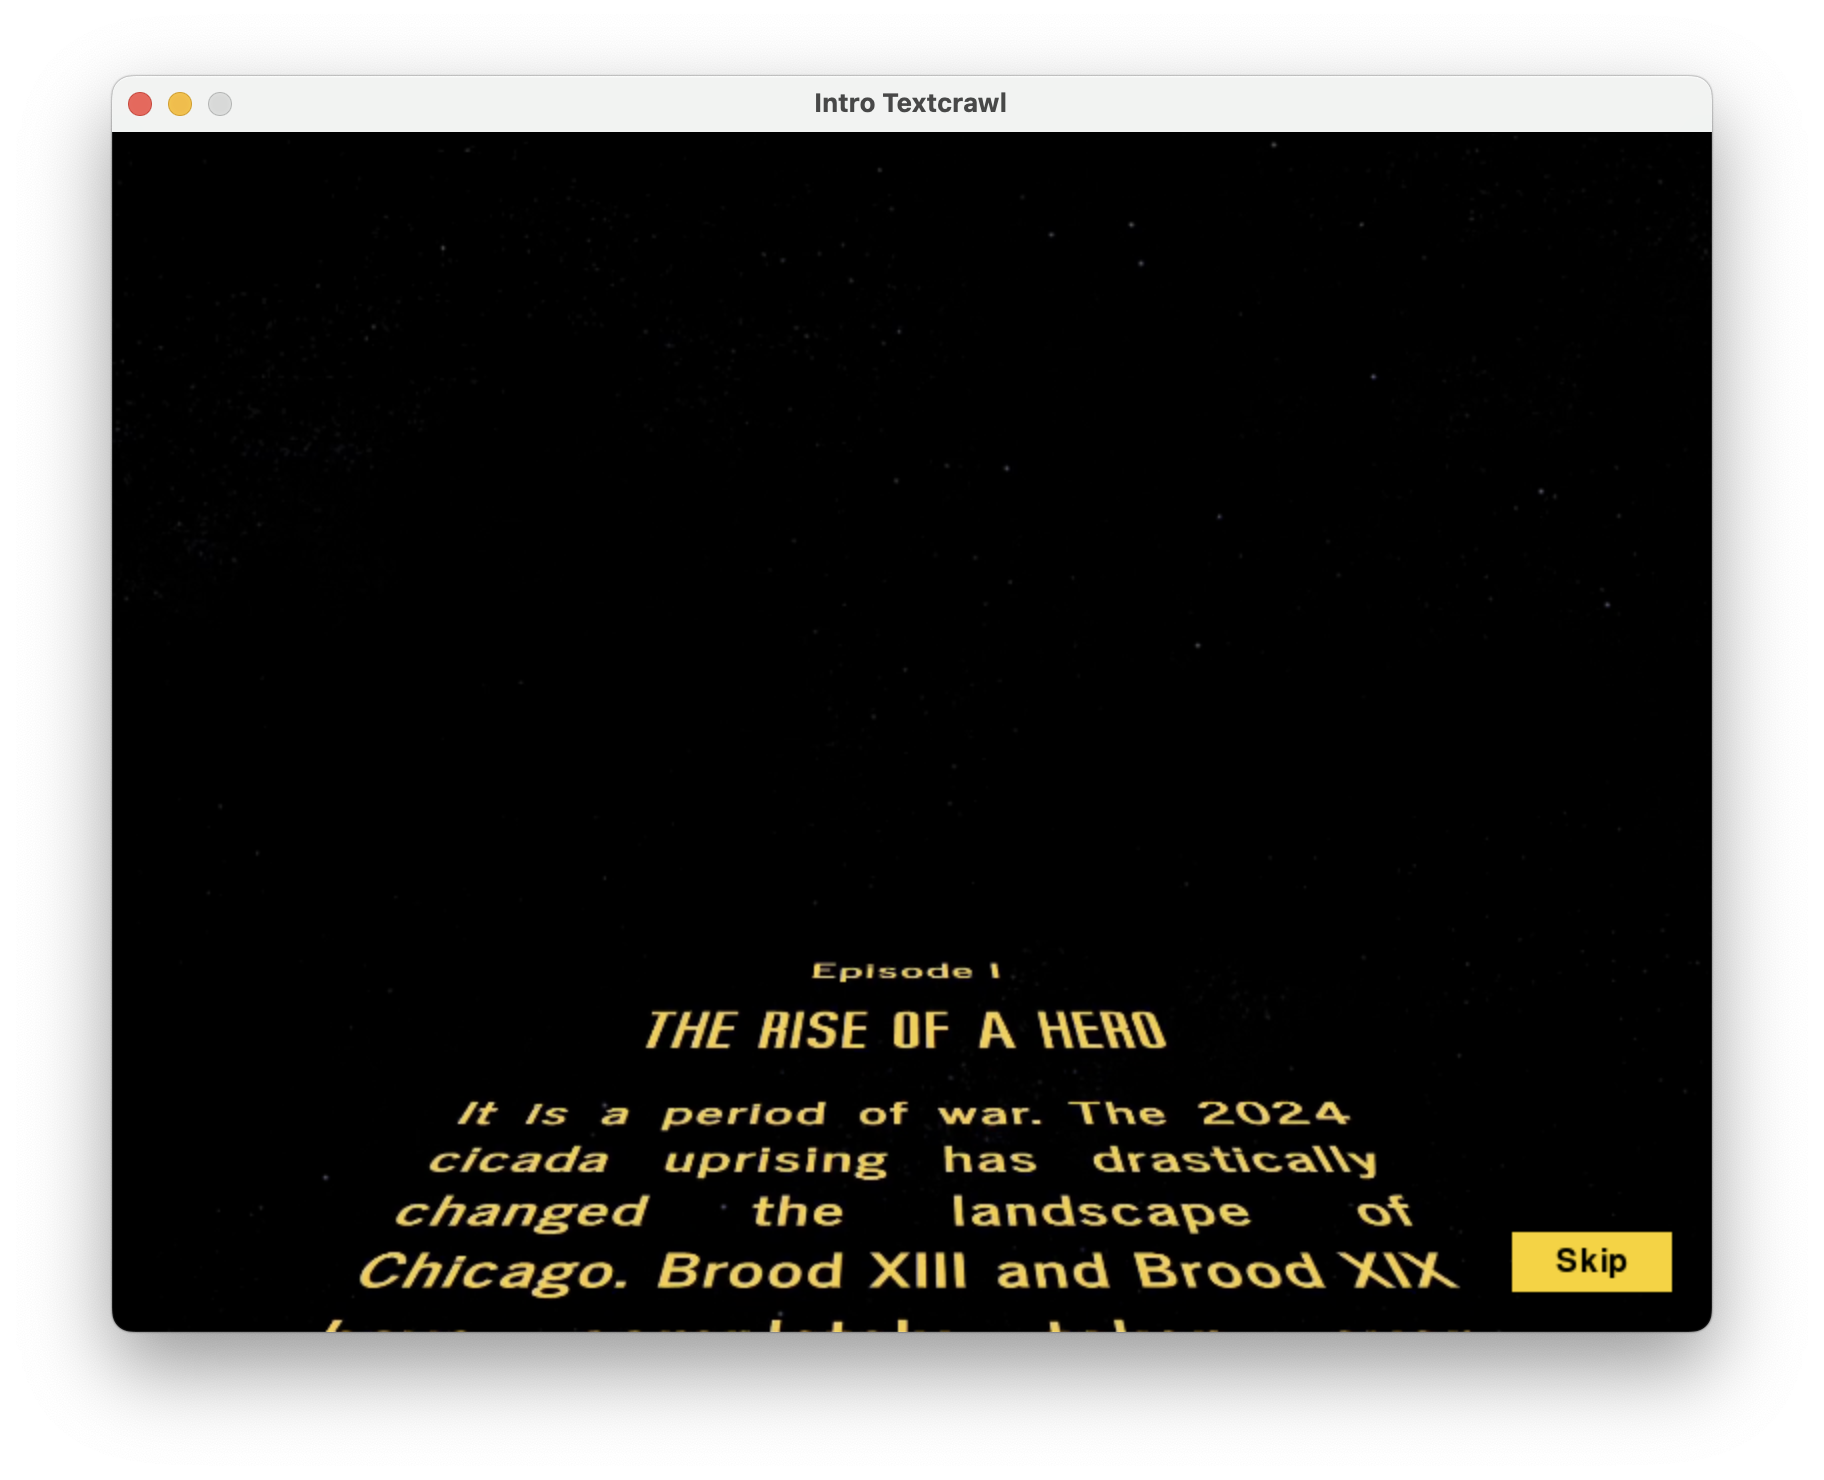 Intro Textcrawl
Episode I
THE RISE OF A HERO
It is a period of war. The 2024
cicada uprising has drastically
changed the landscape of
Chicago. Brood XIII and Brood XIX
Skip